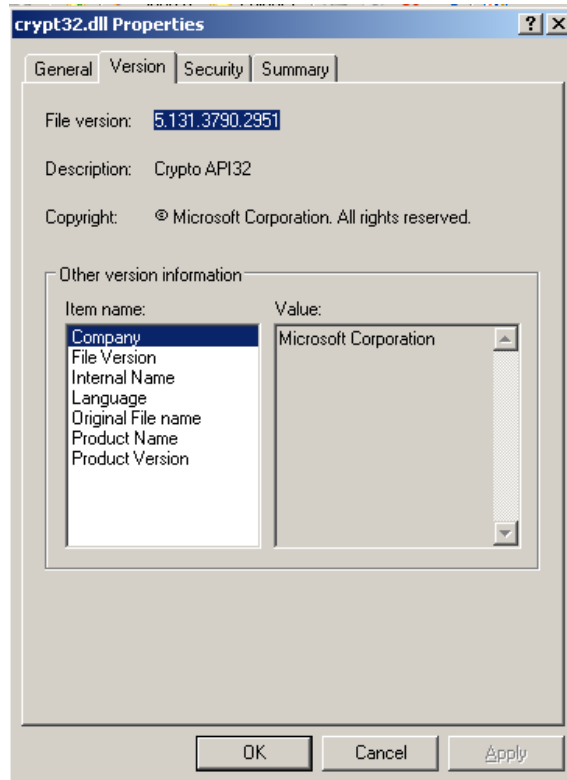 crypt32.dll Properties
General Version Security Summary
File version: 5.131.3790.2951
Description: Crypto API32
Copyright: © Microsoft Corporation. All rights reserved.
Other version information
Item name: Value:
Company Microsoft Corporation
File Version
Internal Name
Language
Original File name
Product Name
Product Version
OK Cancel Apply